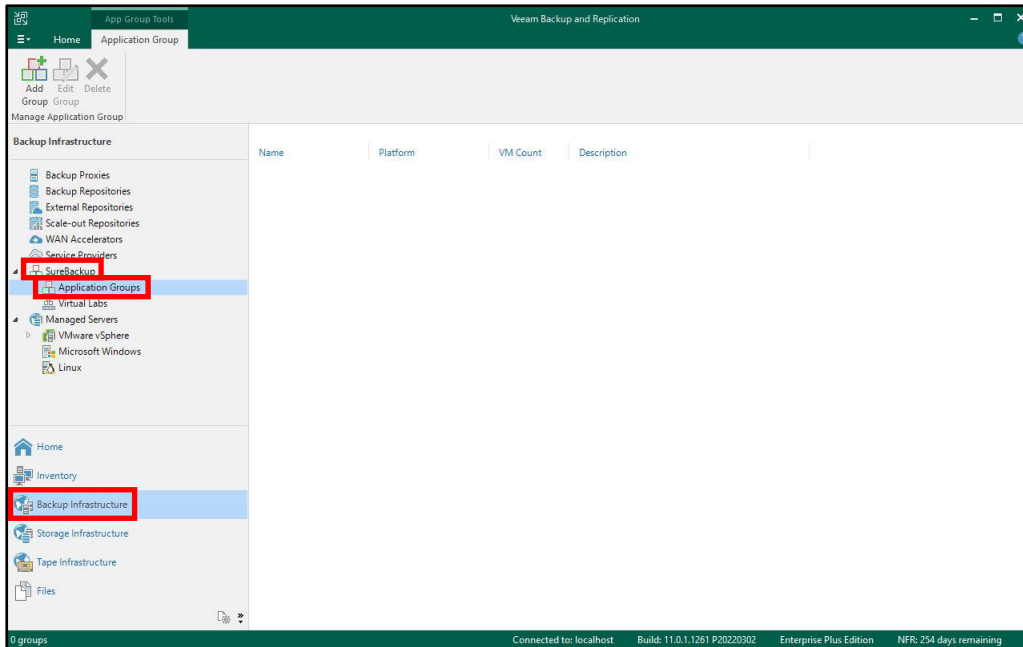 App Group Tools
Veeam Backup and Replication
Home
Application Group
Add Group
Edit Group
Delete
Manage Application Group
Backup Infrastructure
Name
Platform
VM Count
Description
Backup Proxies
Backup Repositories
External Repositories
Scale-out Repositories
WAN Accelerators
Service Providers
SureBackup
Application Groups
Virtual Labs
Managed Servers
VMware vSphere
Microsoft Windows
Linux
Home
Inventory
Backup Infrastructure
Storage Infrastructure
Tape Infrastructure
Files
0 groups
Connected to: localhost
Build: 11.0.1.1261 P20220302
Enterprise Plus Edition
NFR: 254 days remaining